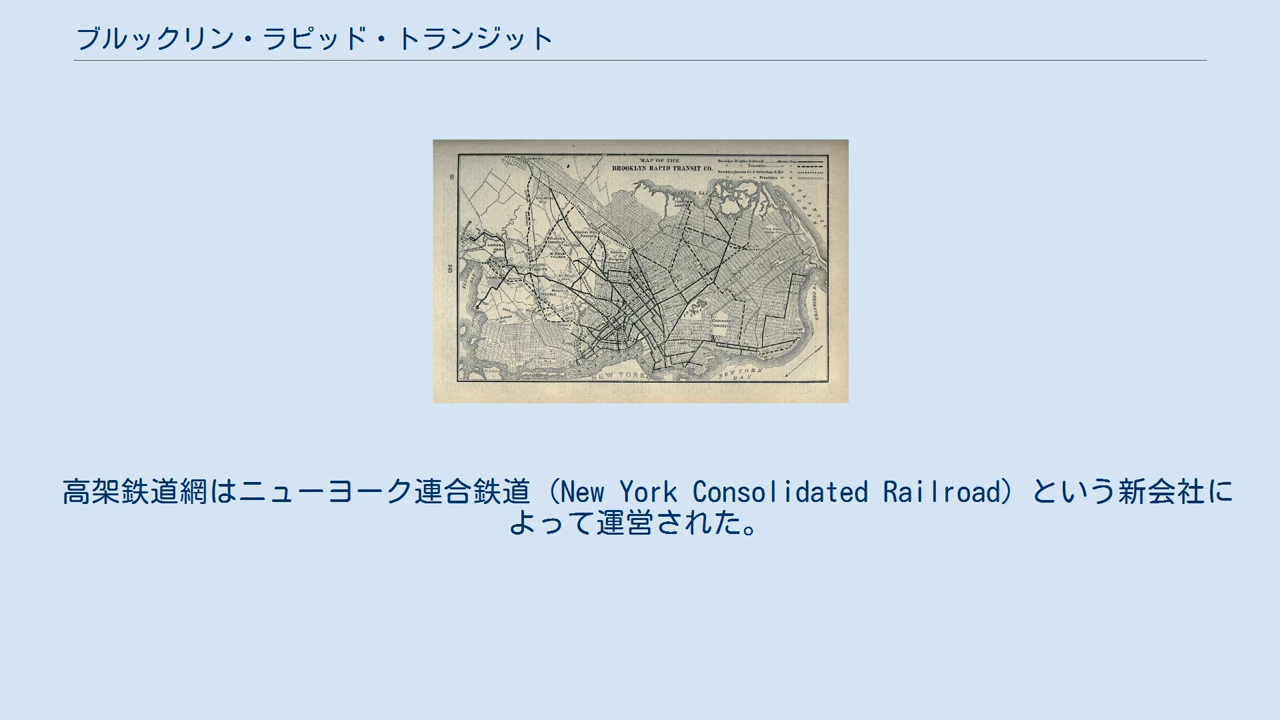 ブルックリン・ラピッド・トランジット
MAP OF THE
BROOKLYN RAPID TRANSIT CO.
NEW YORK
NEW YORK
BAY
高架鉄道網はニューヨーク連合鉄道（New York Consolidated Railroad）という新会社に
よって運営された。